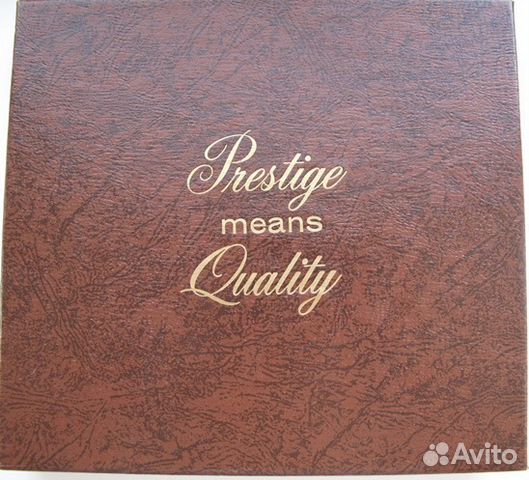 Prestige
means
Quality
Avito